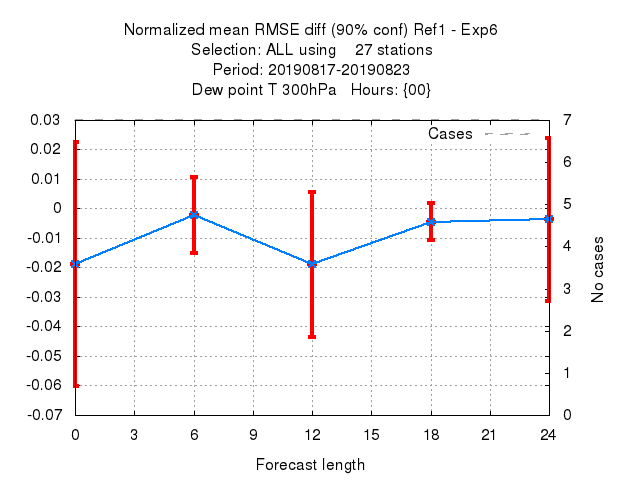 Normalized mean RMSE diff (90% conf) Ref1 - Exp6
Selection: ALL using    27 stations
Period: 20190817-20190823
Dew point T 300hPa   Hours: {00}
Cases
0.03
0.02
0.01
0
-0.01
-0.02
-0.03
-0.04
-0.05
-0.06
-0.07
7
6
5
4
3
2
1
0
No cases
0 3 6 9 12 15 18 21 24
Forecast length